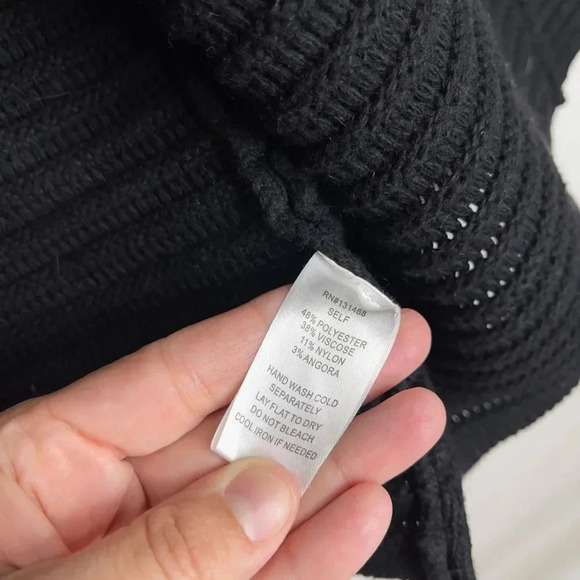 RN#131468
SELF
48% POLYESTER
38% VISCOSE
11% NYLON
3% ANGORA
HAND WASH COLD
SEPARATELY
LAY FLAT TO DRY
DO NOT BLEACH
COOL IRON IF NEEDED